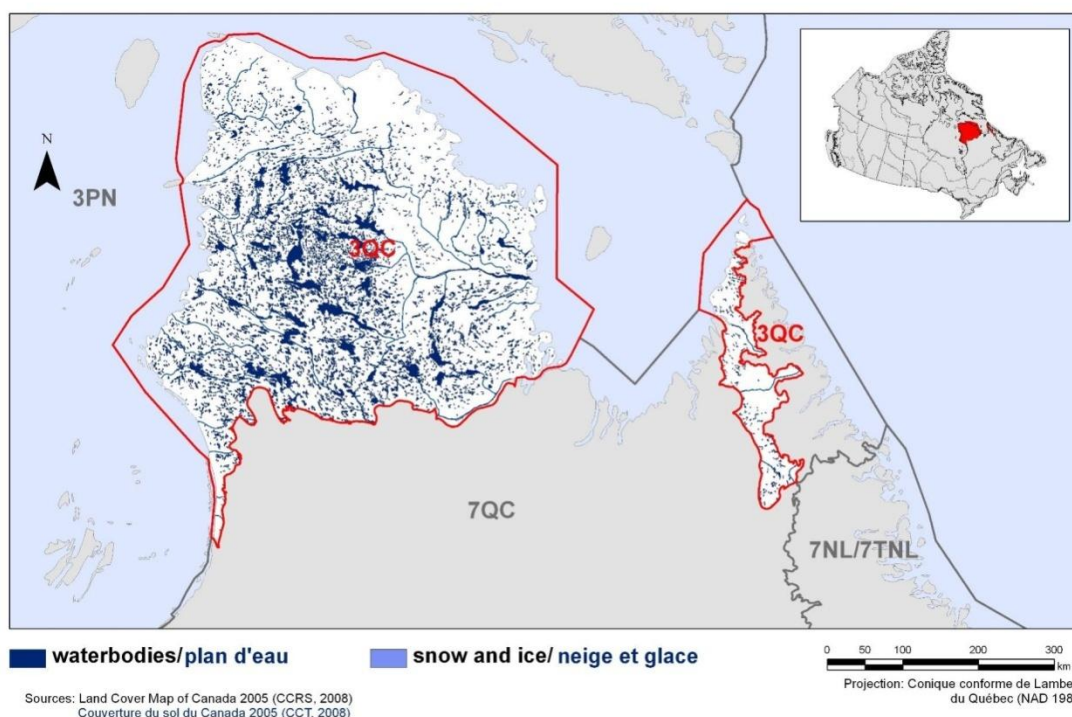 N
3PN
3QC
3QC
7QC
7NL/7TNL
waterbodies/plan d'eau
snow and ice/ neige et glace
0 50 100 200 300
km
Projection: Conique conforme de Lambe
du Québec (NAD 198
Sources: Land Cover Map of Canada 2005 (CCRS, 2008)
Couverture du sol du Canada 2005 (CCT, 2008)